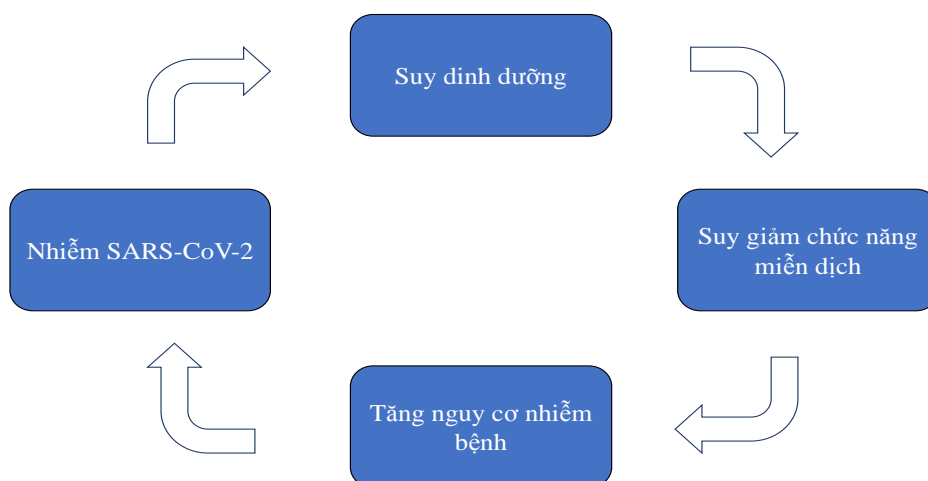 Suy dinh dưỡng
Nhiễm SARS-CoV-2
Suy giảm chức năng
miễn dịch
Tăng nguy cơ nhiễm
bệnh